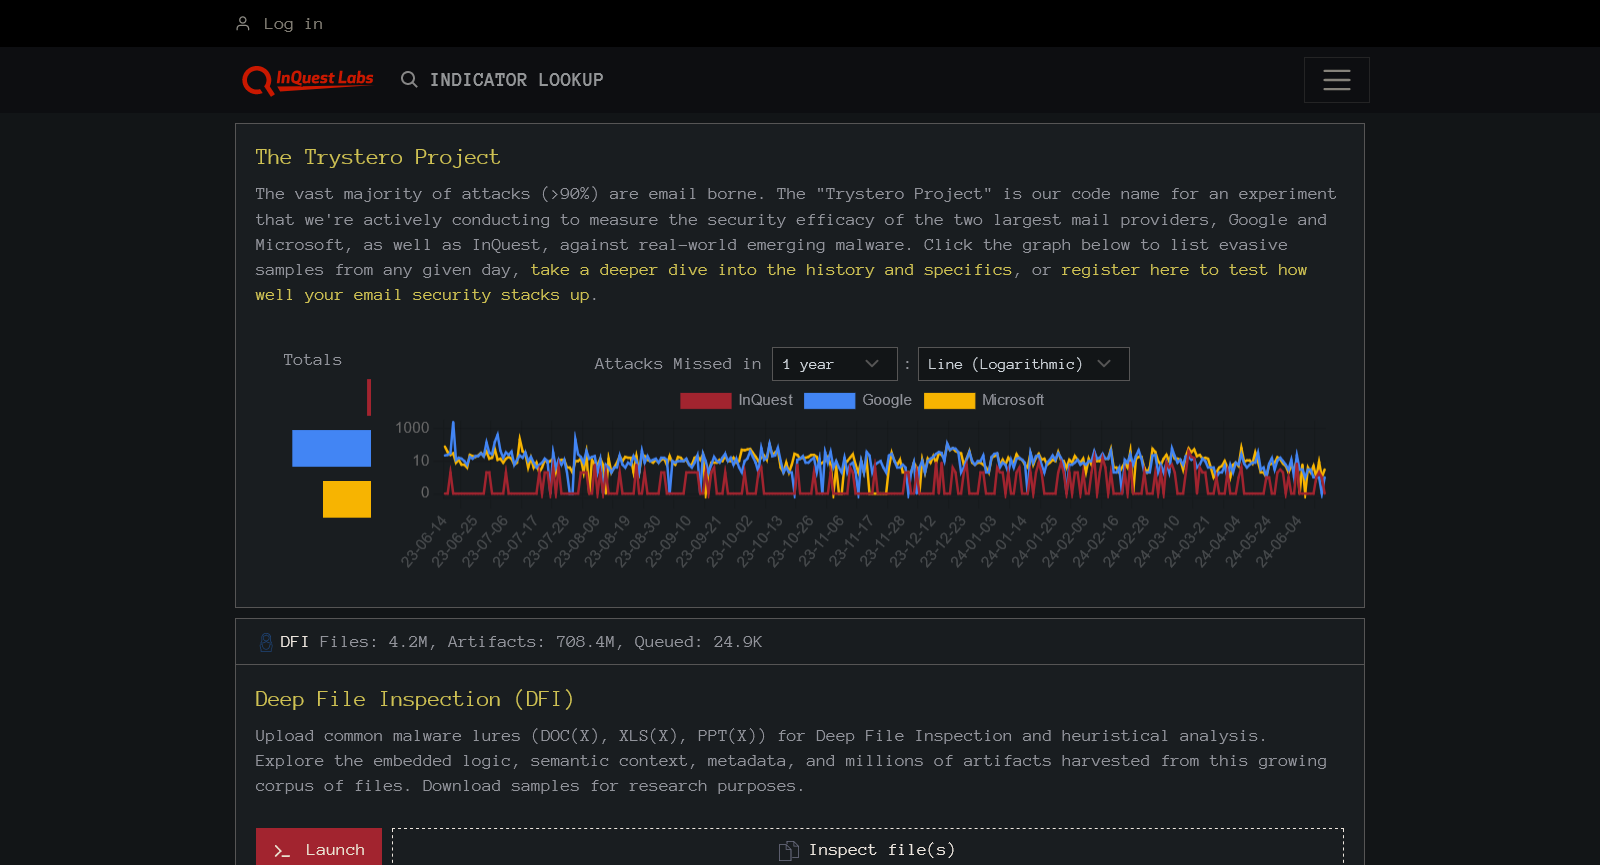 Log in
InQuest Labs
INDICATOR LOOKUP
The Trystero Project
The vast majority of attacks (>90%) are email borne. The "Trystero Project" is our code name for an experiment
that we're actively conducting to measure the security efficacy of the two largest mail providers, Google and
Microsoft, as well as InQuest, against real-world emerging malware. Click the graph below to list evasive
samples from any given day, take a deeper dive into the history and specifics, or register here to test how
well your email security stacks up.
Totals
Attacks Missed in 1 year : Line (Logarithmic)
InQuest Google Microsoft
1000
10
0
23-06-14 23-06-25 23-07-06 23-07-17 23-07-28 23-08-08 23-08-19 23-08-30 23-09-10 23-09-21 23-10-02 23-10-13 23-10-26 23-11-06 23-11-17 23-11-28 23-12-12 23-12-23 24-01-03 24-01-14 24-01-25 24-02-05 24-02-16 24-02-28 24-03-10 24-03-21 24-04-04 24-05-24 24-06-04
DFI Files: 4.2M, Artifacts: 708.4M, Queued: 24.9K
Deep File Inspection (DFI)
Upload common malware lures (DOC(X), XLS(X), PPT(X)) for Deep File Inspection and heuristical analysis.
Explore the embedded logic, semantic context, metadata, and millions of artifacts harvested from this growing
corpus of files. Download samples for research purposes.
Launch
Inspect file(s)